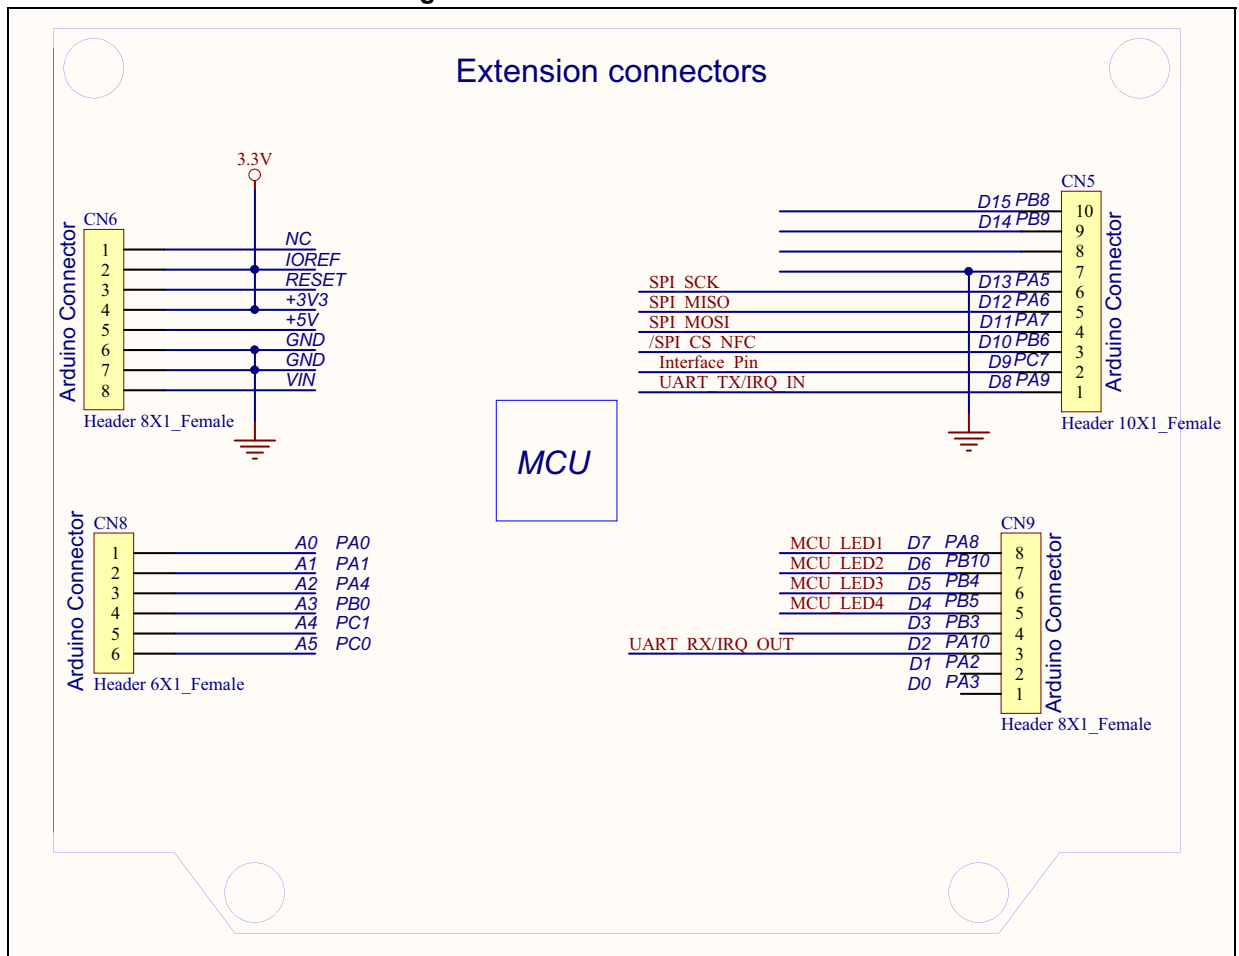 Extension connectors
3.3V
CN6
Arduino Connector
1 NC
2 IOREF
3 RESET
4 +3V3
5 +5V
6 GND
7 GND
8 VIN
Header 8X1_Female
CN5
Arduino Connector
D15 PB8 10
D14 PB9 9
8
7
SPI_SCK D13 PA5 6
SPI_MISO D12 PA6 5
SPI_MOSI D11 PA7 4
/SPI_CS_NFC D10 PB6 3
Interface_Pin D9 PC7 2
UART_TX/IRQ_IN D8 PA9 1
Header 10X1_Female
MCU
CN8
Arduino Connector
1 A0 PA0
2 A1 PA1
3 A2 PA4
4 A3 PB0
5 A4 PC1
6 A5 PC0
Header 6X1_Female
CN9
Arduino Connector
MCU_LED1 D7 PA8 8
MCU_LED2 D6 PB10 7
MCU_LED3 D5 PB4 6
MCU_LED4 D4 PB5 5
D3 PB3 4
UART_RX/IRQ_OUT D2 PA10 3
D1 PA2 2
D0 PA3 1
Header 8X1_Female